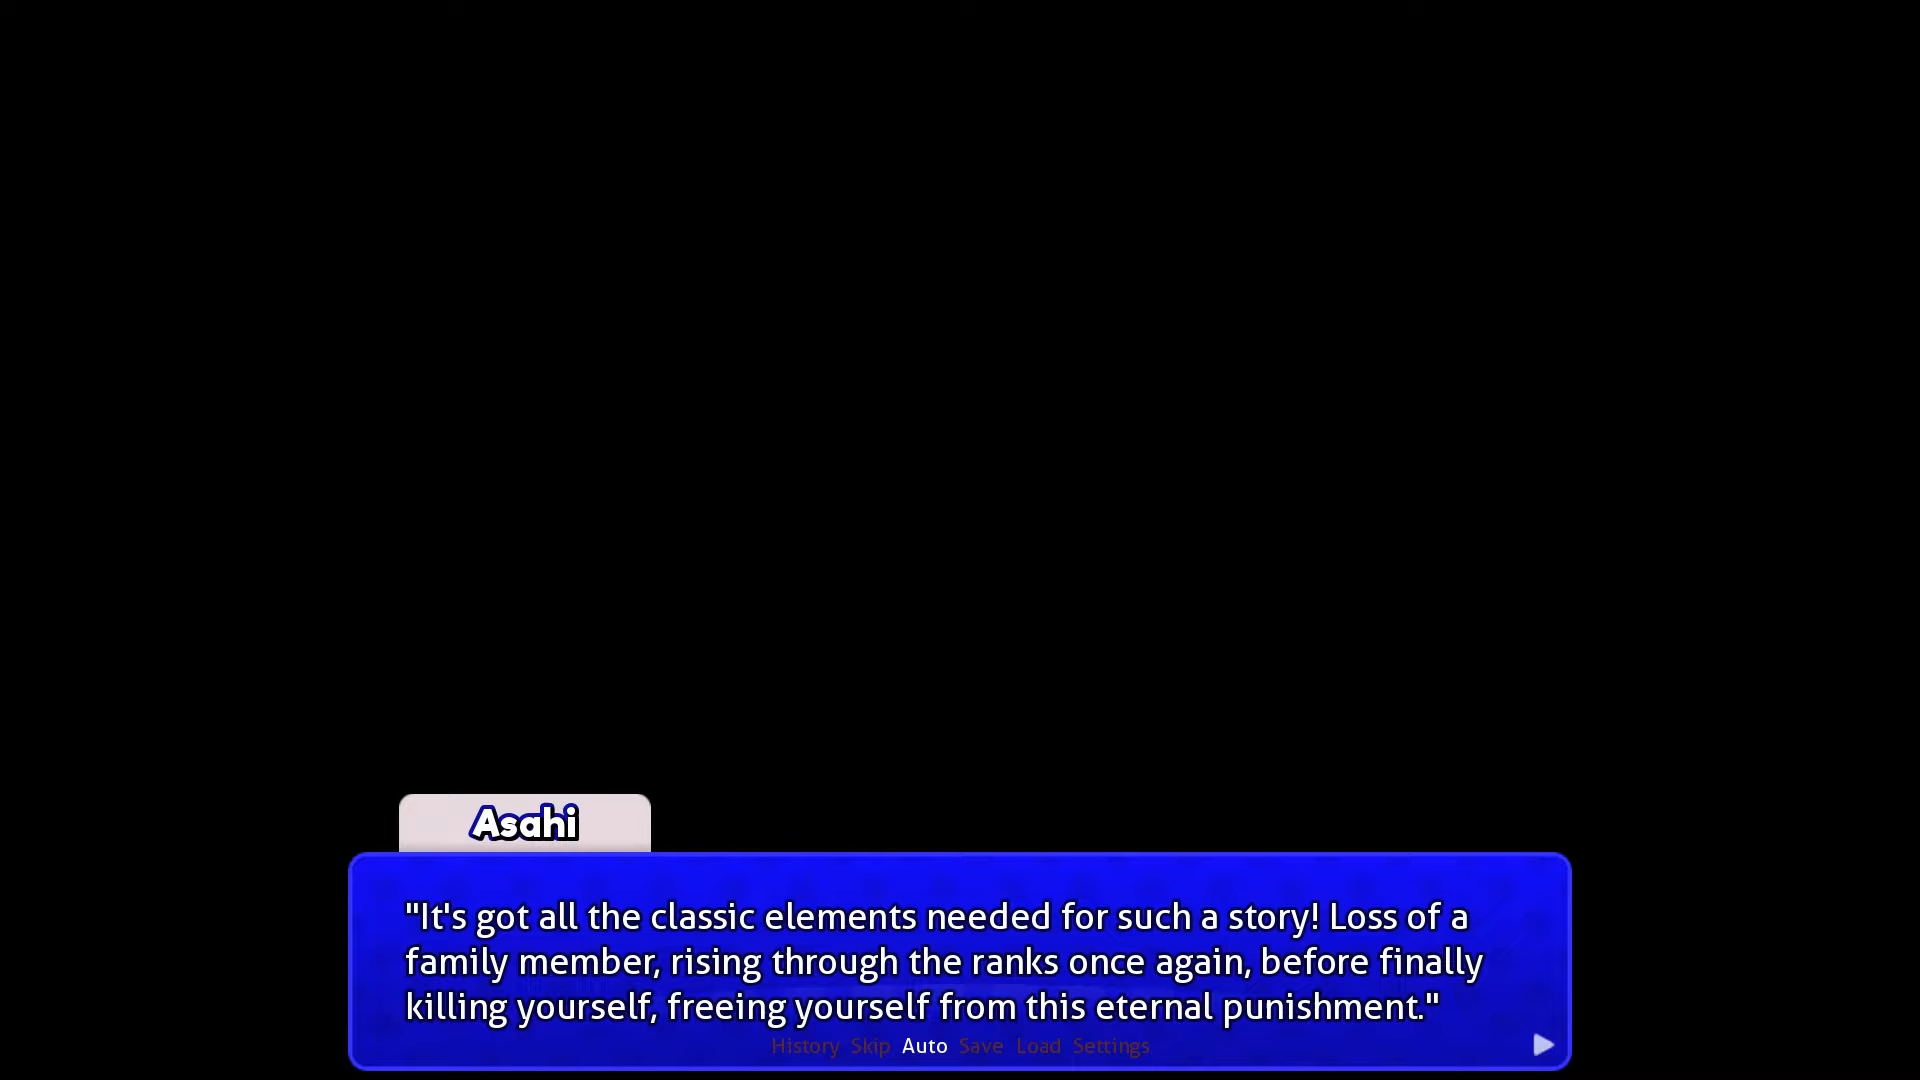 Asahi
"It's got all the classic elements needed for such a story! Loss of a
family member, rising through the ranks once again, before finally
killing yourself, freeing yourself from this eternal punishment."
History Skip Auto Save Load Settings